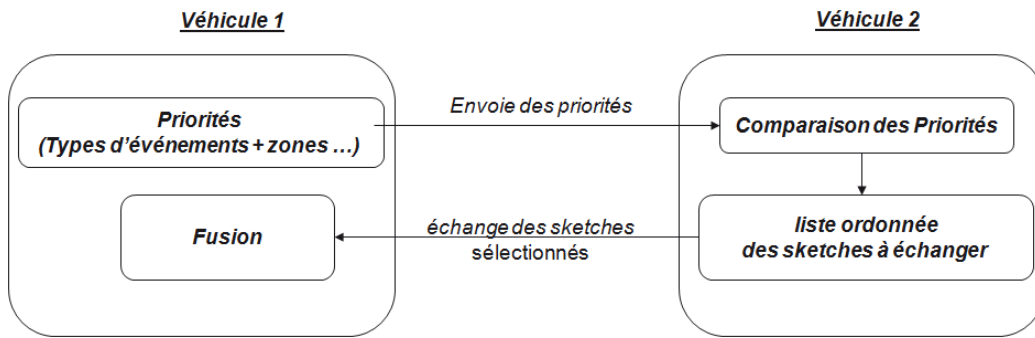 Véhicule 1
Véhicule 2
Priorités
(Types d'événements + zones ...)
Envoie des priorités
Comparaison des Priorités
Fusion
échange des sketches
sélectionnés
liste ordonnée
des sketches à échanger